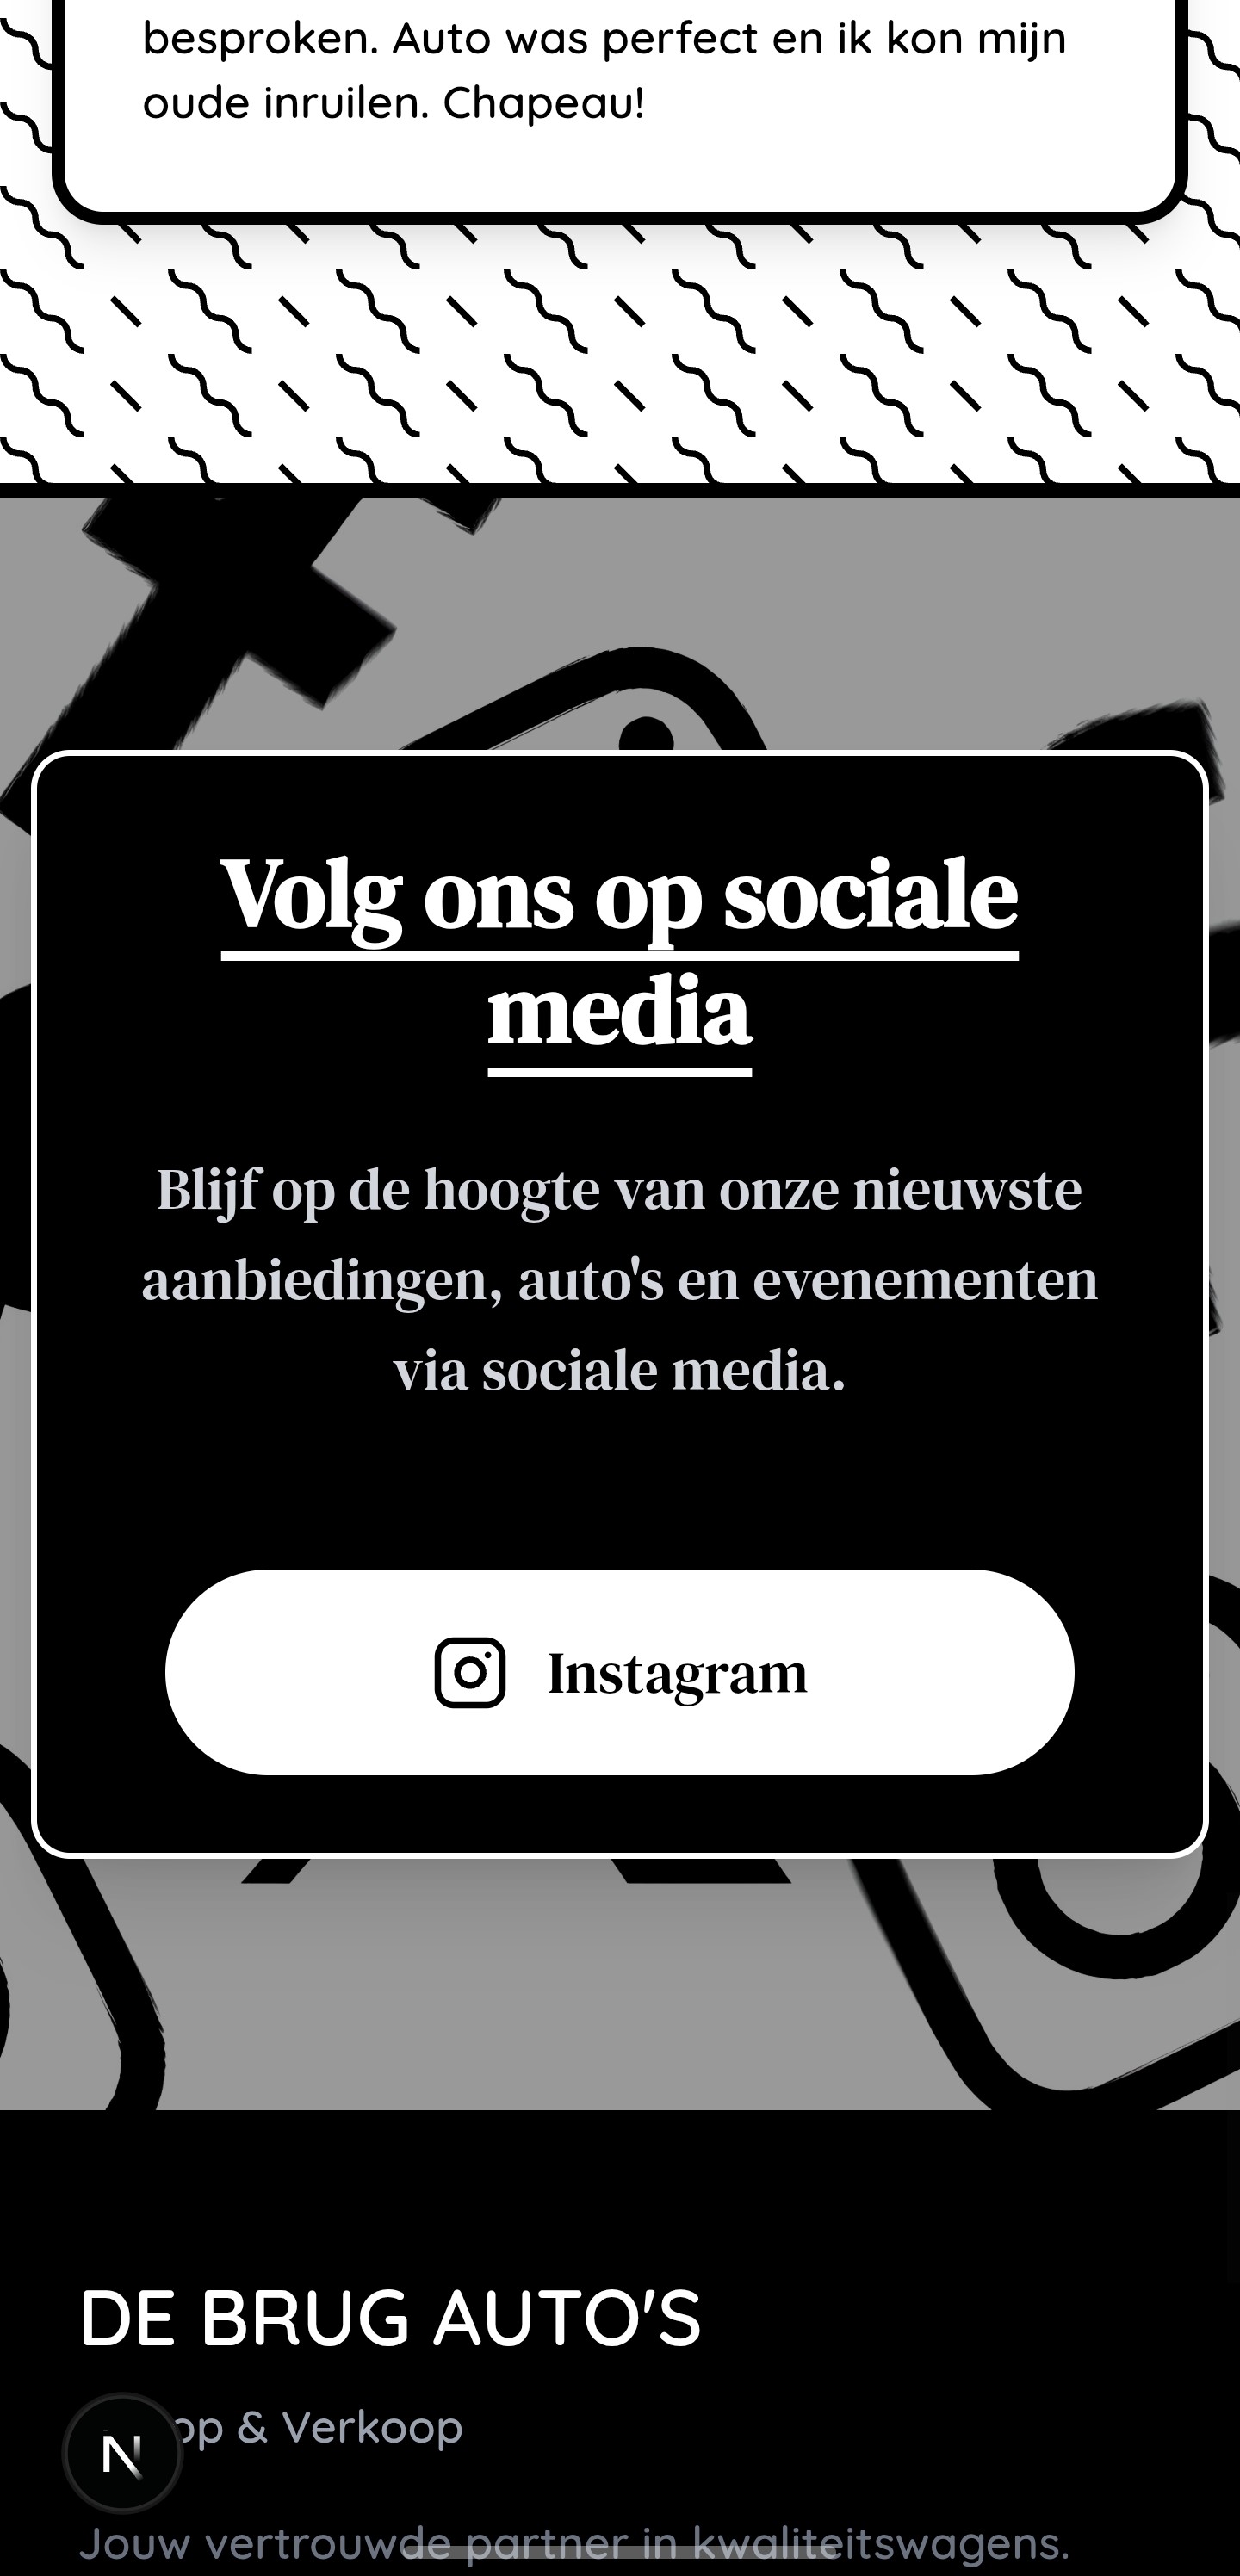 besproken. Auto was perfect en ik kon mijn
oude inruilen. Chapeau!
Volg ons op sociale
media
Blijf op de hoogte van onze nieuwste
aanbiedingen, auto's en evenementen
via sociale media.
Instagram
DE BRUG AUTO'S
op & Verkoop
N
Jouw vertrouwde partner in kwaliteitswagens.